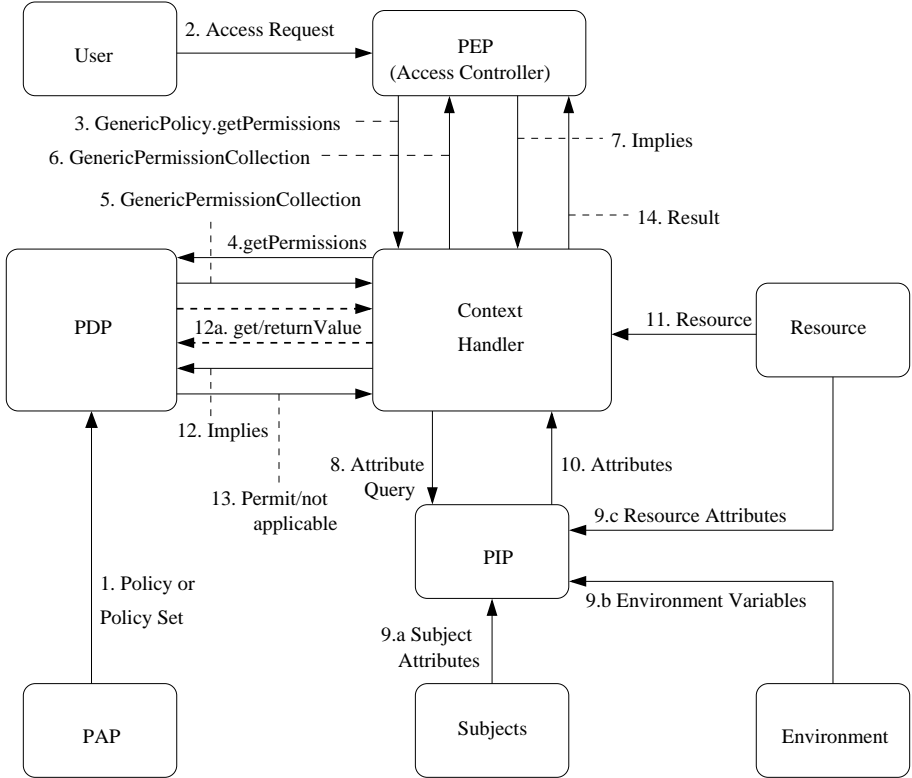 2. Access Request
User
PEP
(Access Controller)
3. GenericPolicy.getPermissions
7. Implies
6. GenericPermissionCollection
5. GenericPermissionCollection
14. Result
4.getPermissions
PDP
Context
Handler
12a. get/returnValue
11. Resource
Resource
12. Implies
8. Attribute
Query
10. Attributes
13. Permit/not
applicable
9.c Resource Attributes
PIP
1. Policy or
Policy Set
9.b Environment Variables
9.a Subject
Attributes
PAP
Subjects
Environment